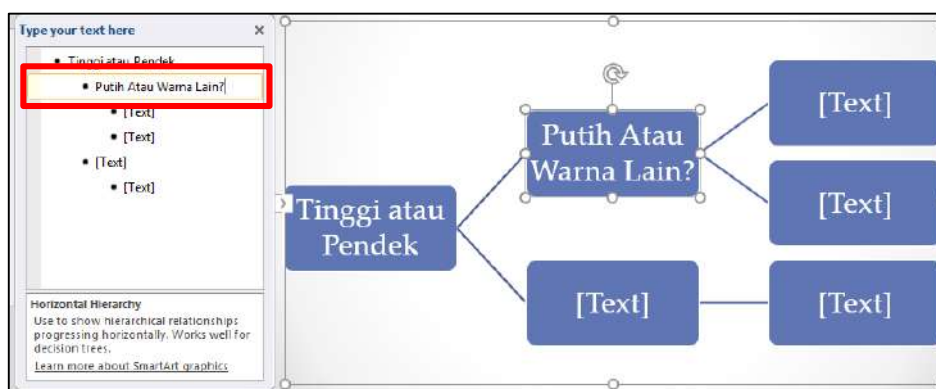 Type your text here
Tinggi atau Pendek
Putih Atau Warna Lain?
[Text]
[Text]
[Text]
[Text]
Horizontal Hierarchy
Use to show hierarchical relationships
progressing horizontally. Works well for
decision trees.
Learn more about SmartArt graphics
Tinggi atau
Pendek
Putih Atau
Warna Lain?
[Text]
[Text]
[Text]
[Text]